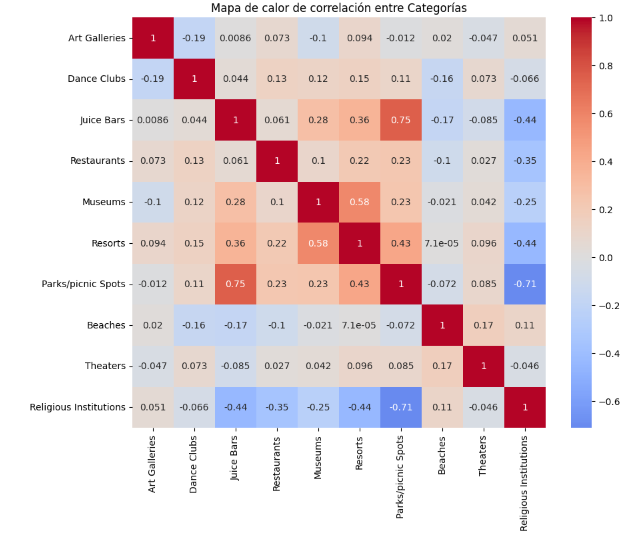 Mapa de calor de correlación entre Categorías
Art Galleries 1 -0.19 0.0086 0.073 -0.1 0.094 -0.012 0.02 -0.047 0.051
Dance Clubs -0.19 1 0.044 0.13 0.12 0.15 0.11 -0.16 0.073 -0.066
Juice Bars 0.0086 0.044 1 0.061 0.28 0.36 0.75 -0.17 -0.085 -0.44
Restaurants 0.073 0.13 0.061 1 0.1 0.22 0.23 -0.1 0.027 -0.35
Museums -0.1 0.12 0.28 0.1 1 0.58 0.23 -0.021 0.042 -0.25
Resorts 0.094 0.15 0.36 0.22 0.58 1 0.43 7.1e-05 0.096 -0.44
Parks/picnic Spots -0.012 0.11 0.75 0.23 0.23 0.43 1 -0.072 0.085 -0.71
Beaches 0.02 -0.16 -0.17 -0.1 -0.021 7.1e-05 -0.072 1 0.17 0.11
Theaters -0.047 0.073 -0.085 0.027 0.042 0.096 0.085 0.17 1 -0.046
Religious Institutions 0.051 -0.066 -0.44 -0.35 -0.25 -0.44 -0.71 0.11 -0.046 1
Art Galleries
Dance Clubs
Juice Bars
Restaurants
Museums
Resorts
Parks/picnic Spots
Beaches
Theaters
Religious Institutions
1.0
0.8
0.6
0.4
0.2
0.0
−0.2
−0.4
−0.6